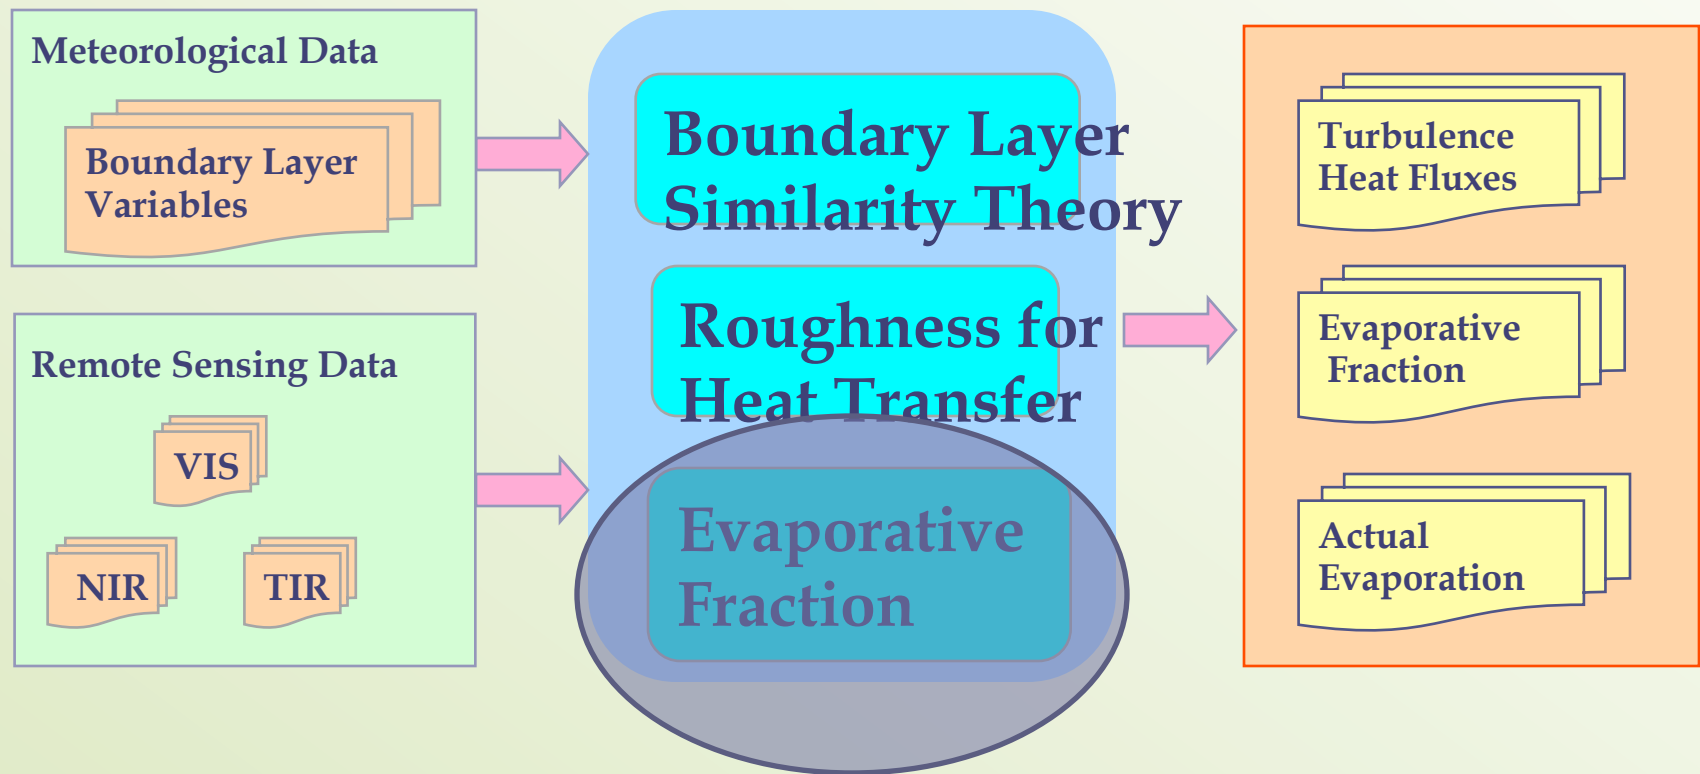 Meteorological Data
Boundary Layer
Variables
Remote Sensing Data
VIS
NIR
TIR
Boundary Layer
Similarity Theory
Roughness for
Heat Transfer
Evaporative
Fraction
Turbulence
Heat Fluxes
Evaporative
Fraction
Actual
Evaporation